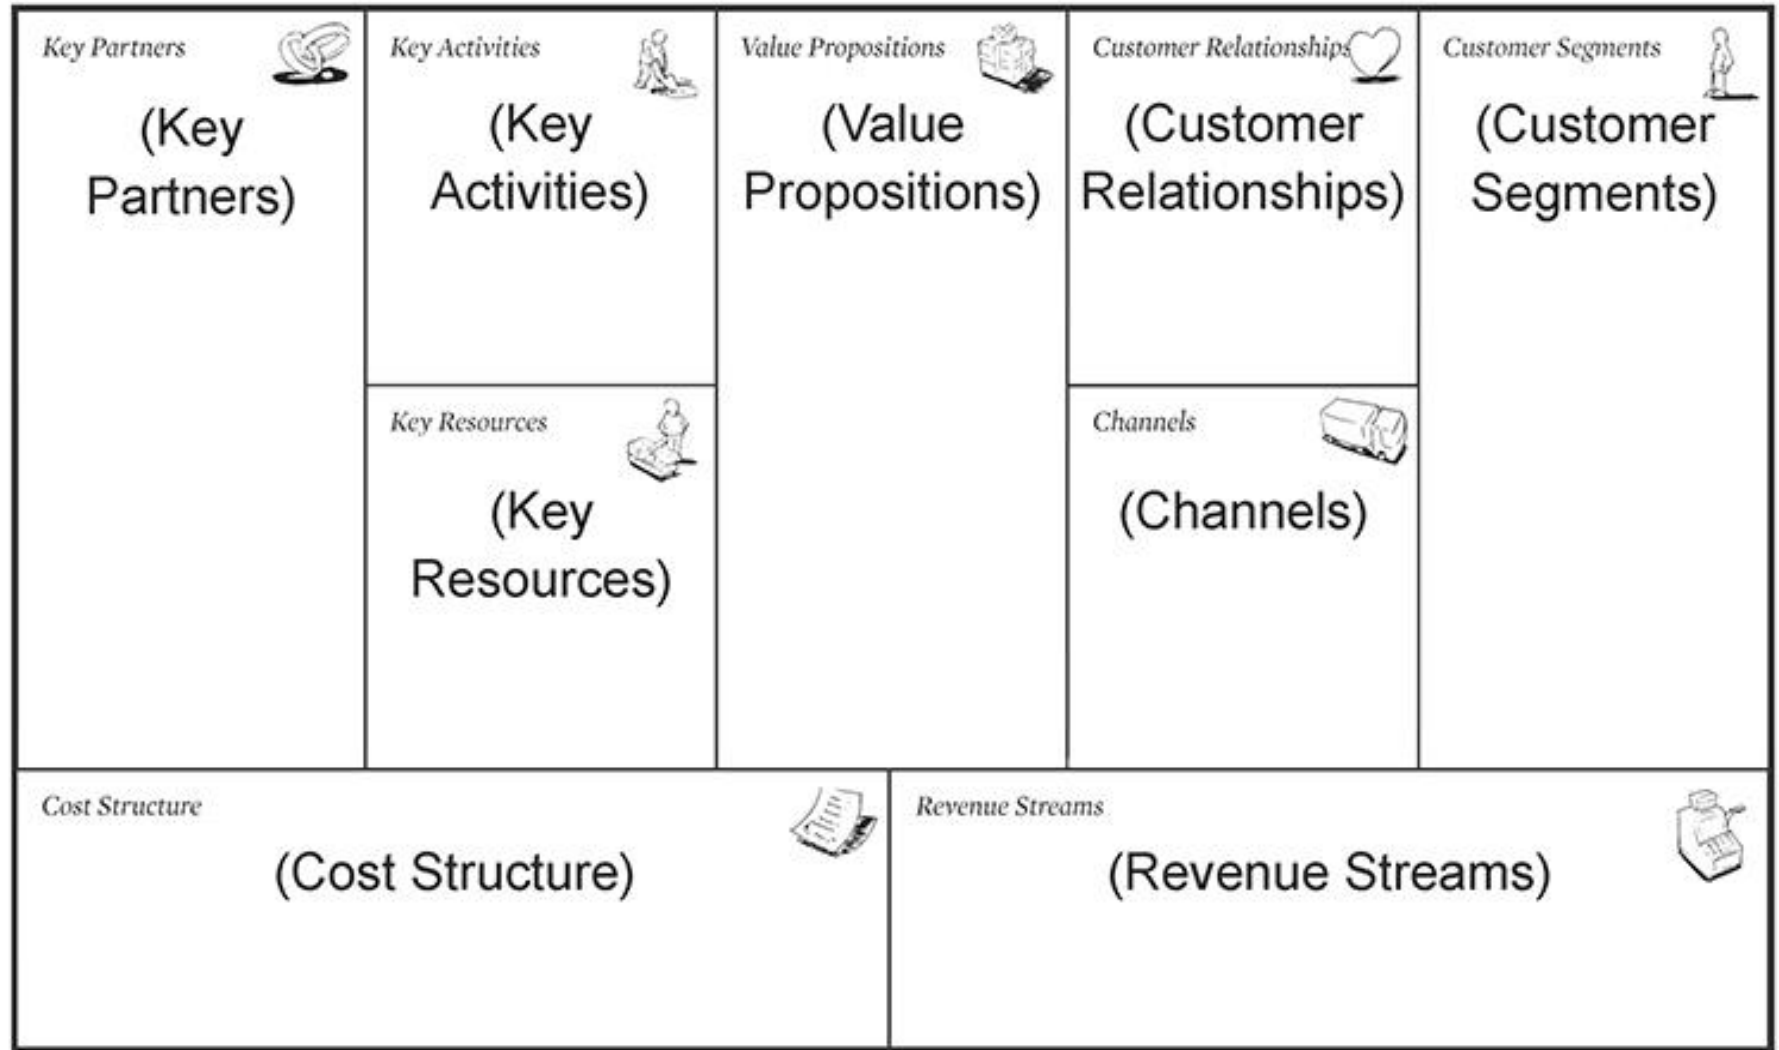 Key Partners
(Key
Partners)
Key Activities
(Key
Activities)
Key Resources
(Key
Resources)
Value Propositions
(Value
Propositions)
Customer Relationships
(Customer
Relationships)
Channels
(Channels)
Customer Segments
(Customer
Segments)
Cost Structure
(Cost Structure)
Revenue Streams
(Revenue Streams)